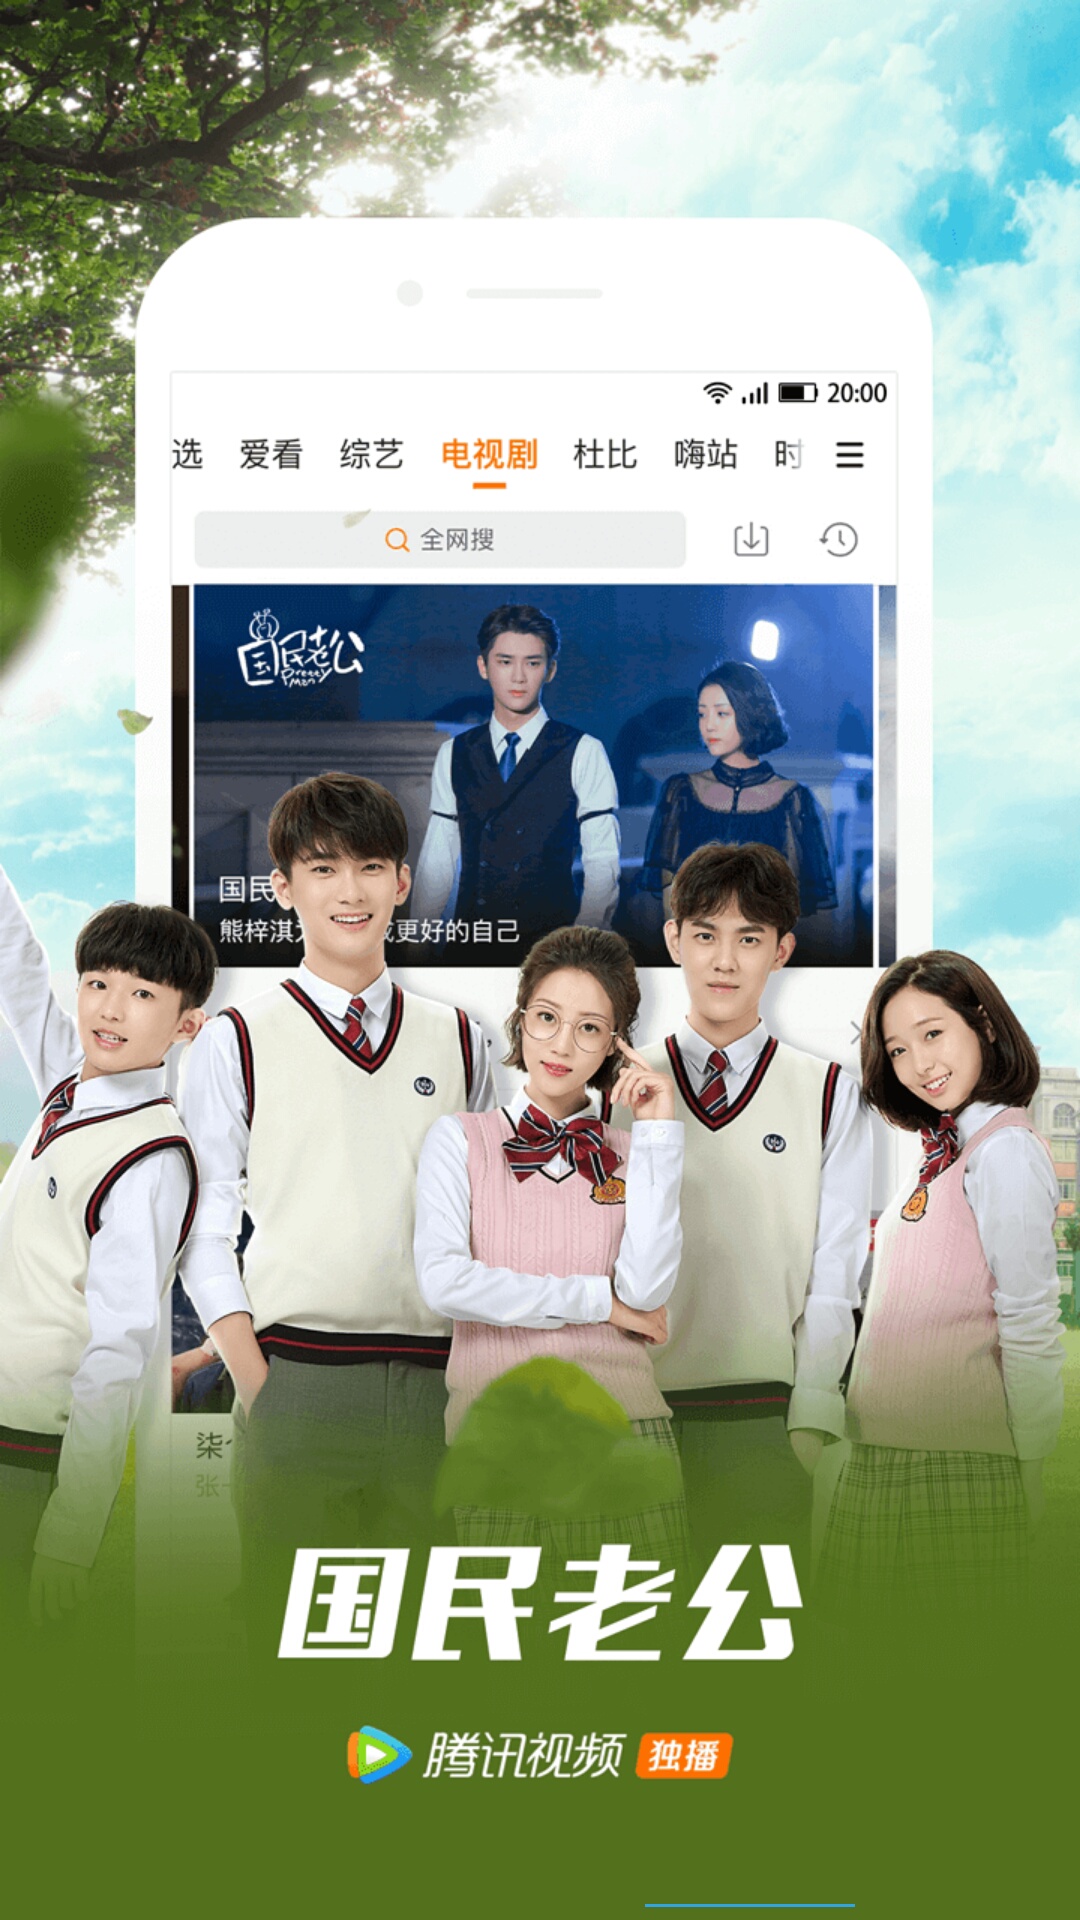 20:00
选 爱看 综艺 电视剧 杜比 嗨站 时
全网搜
国民老公
Pretty
Man
国民
熊梓淇 更好的自己
柒
张
国民老公
腾讯视频 独播